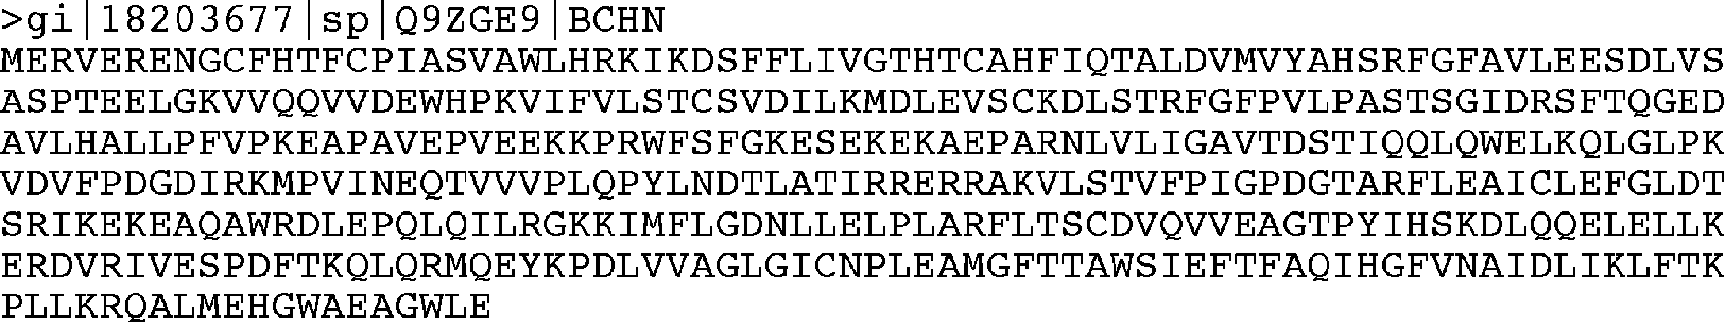 >gi|18203677|sp|Q9ZGE9|BCHN
MERVERENGCFHTFCPIASVAWLHRKIKDSFFLIVGTHTCAHFIQTALDVMVYAHSRFGFAVLEESDLVS
ASPTEELGKVVQQVVDEWHPKVIFVLSTCSVDILKMDLEVSCKDLSTRFGFPVLPASTSGIDRSFTQGED
AVLHALLPFVPKEAPAVEPVEEKKPRWFSFGKESEKEKAEPARNLVLIGAVTDSTIQQLQWELKQLGLPK
VDVFPDGDIRKMPVINEQTVVVPLQPYLNDTLATIRRERRAKVLSTVFPIGPDGTARFLEAICLEFGLDT
SRIKEKEAQAWRDLEPQLQILRGKKIMFLGDNLLELPLARFLTSCDVQVVEAGTPYIHSKDLQQELELLK
ERDVRIVESPDFTKQLQRMQEYKPDLVVAGLGICNPLEAMGFTTAWSIEFTFAQIHGFVNAIDLIKLFTK
PLLKRQALMEHGWAEAGWLE